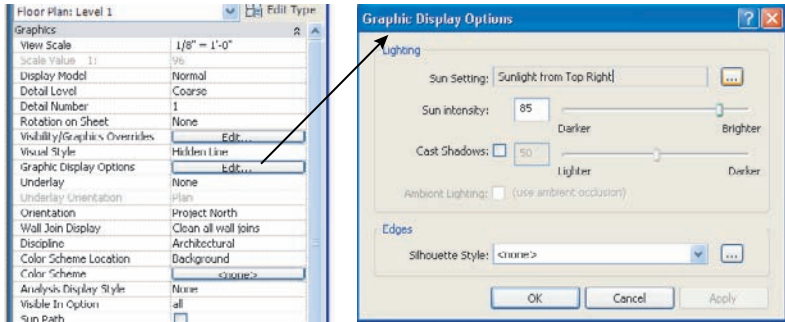 Floor Plan: Level 1
Edit Type
Graphics
View Scale 1/8" = 1'-0"
Scale Value 1: 96
Display Model Normal
Detail Level Coarse
Detail Number 1
Rotation on Sheet None
Visibility/Graphics Overrides Edit...
Visual Style Hidden Line
Graphic Display Options Edit...
Underlay None
Underlay Orientation Plan
Orientation Project North
Wall Join Display Clean all wall joins
Discipline Architectural
Color Scheme Location Background
Color Scheme <none>
Analysis Display Style None
Visible In Option all
Sun Path
Graphic Display Options
Lighting
Sun Setting: Sunlight from Top Right ...
Sun intensity: 85
Darker Brighter
Cast Shadows: 50
Lighter Darker
Ambient Lighting: (use ambient occlusion)
Edges
Silhouette Style: <none> ...
OK Cancel Apply